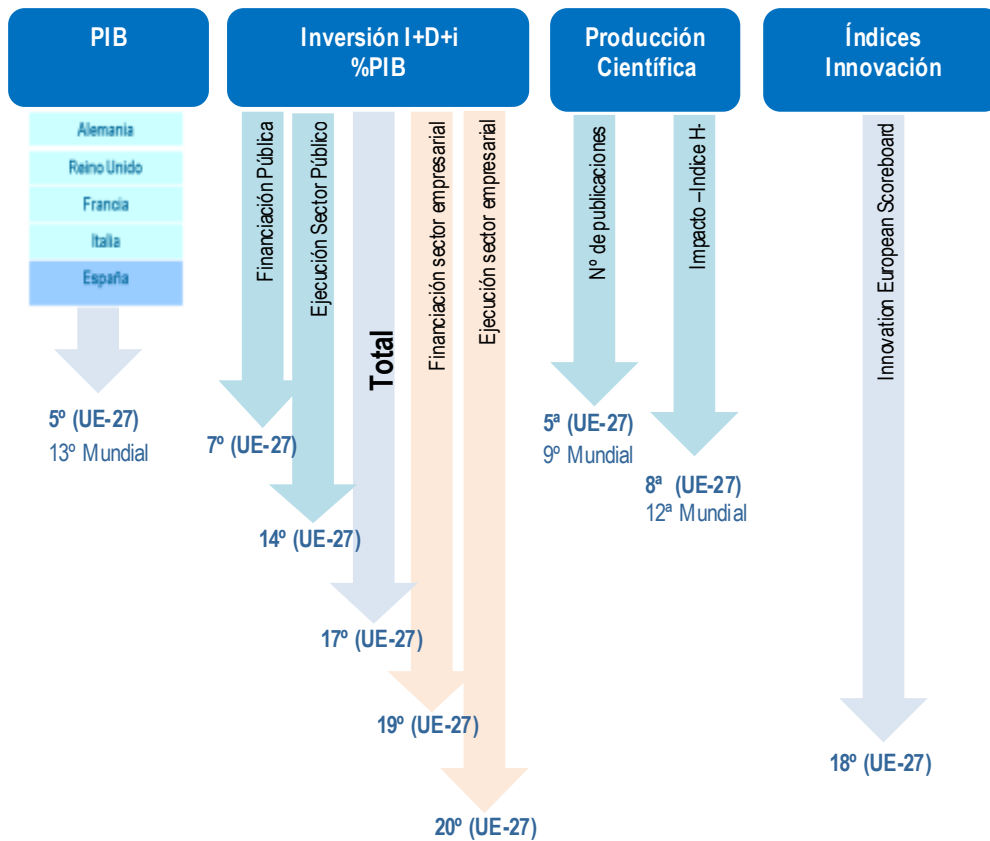 PIB
Inversión I+D+i
%PIB
Producción
Científica
Índices
Innovación
Alemania
Reino Unido
Francia
Italia
España
5º (UE-27)
13º Mundial
Financiación Pública
7º (UE-27)
Ejecución Sector Público
14º (UE-27)
Total
17º (UE-27)
Financiación sector empresarial
19º (UE-27)
Ejecución sector empresarial
20º (UE-27)
Nº de publicaciones
5ª (UE-27)
9º Mundial
Impacto –Indice H-
8ª (UE-27)
12ª Mundial
Innovation European Scoreboard
18º (UE-27)